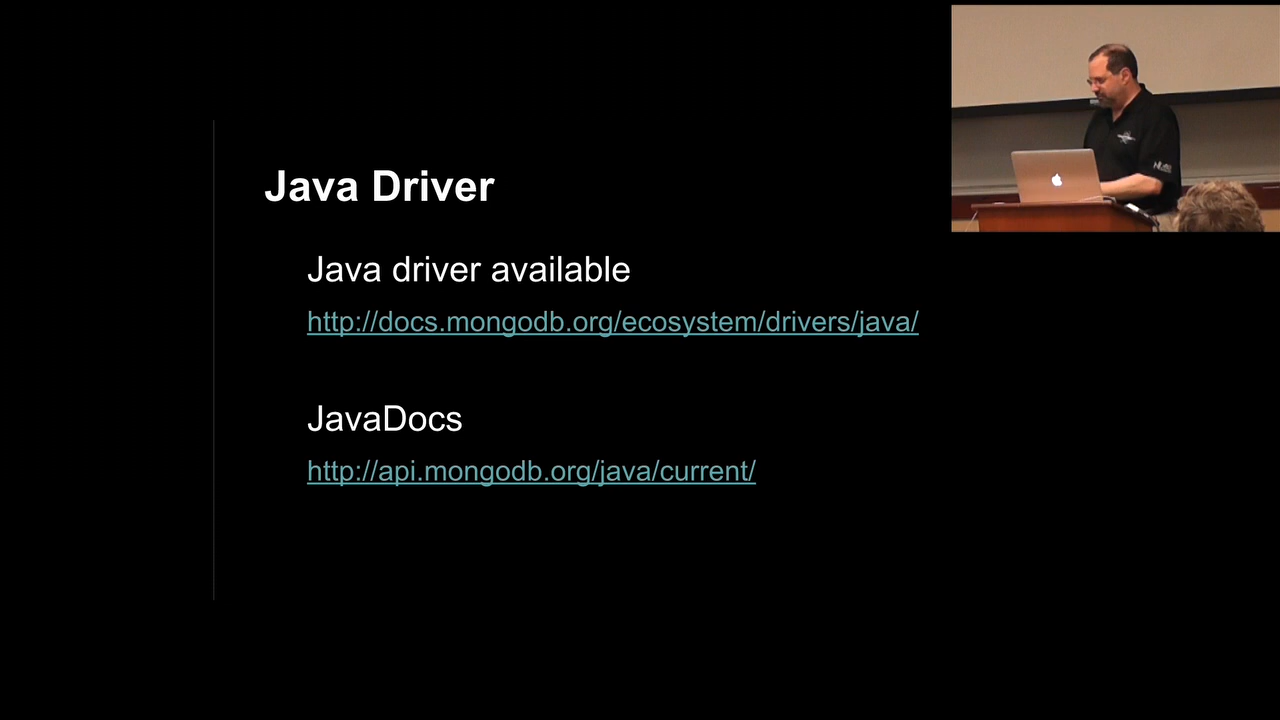 Java Driver
Java driver available
http://docs.mongodb.org/ecosystem/drivers/java/
JavaDocs
http://api.mongodb.org/java/current/